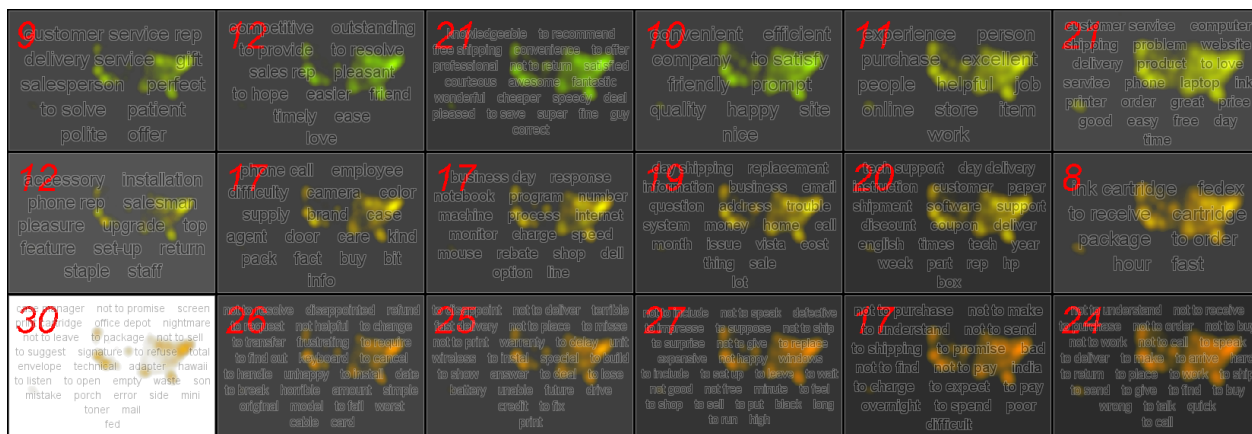 9
customer service rep
delivery service gift
salesperson perfect
to solve patient
polite offer
12
competitive outstanding
to provide to resolve
sales rep pleasant
to hope easier friend
timely ease
love
21
knowledgeable to recommend
free shipping convenience to offer
professional not to return satisfied
courteous awesome fantastic
wonderful cheaper speedy deal
pleased to save super fine guy
correct
10
convenient efficient
company to satisfy
friendly prompt
quality happy site
nice
11
experience person
purchase excellent
people helpful job
online store item
work
21
customer service computer
shipping problem website
delivery product to love
service phone laptop ink
printer order great price
good easy free day
time
12
accessory installation
phone rep salesman
pleasure upgrade top
feature set-up return
staple staff
17
phone call employee
difficulty camera color
supply brand case
agent door care kind
pack fact buy bit
info
17
business day response
notebook program number
machine process internet
monitor charge speed
mouse rebate shop dell
option line
19
day shipping replacement
information business email
question address trouble
system money home call
month issue vista cost
thing sale
lot
20
tech support day delivery
customer paper
shipment software support
discount coupon deliver
english times tech year
week part rep hp
box
8
ink cartridge fedex
to receive cartridge
package to order
hour fast
30
manager not to promise screen
cartridge office depot nightmare
not to leave to package not to sell
to suggest signature to refuse total
envelope technician adapter hawaii
to listen to open empty waste son
mistake porch error side mini
toner mail
fed
26
to resolve disappointed refund
not helpful to change
to transfer frustrating to require
to find out keyboard to cancel
to handle unhappy to install date
to break horrible amount simple
original model to fail worst
cable card
25
not to deliver terrible
delivery not to place
not to print warranty to delay unit
wireless to install special to build
to show answer to deal to lose
battery unable future drive
credit to fix
print
27
not to include not to speak defective
to suppose not to ship
to surprise not to give to replace
expensive not happy windows
to include to set up to leave to wait
not good not free minute to feel
to shop to sell to put black long
to run high
17
not to purchase not to make
to understand not to send
to shipping to promise bad
not to find not to pay india
to charge to expect to pay
overnight to spend poor
difficult
24
not to understand not to receive
not to order not to buy
not to work not to call to speak
to deliver to make to arrive
to return to place to work to ship
to send to give to find to buy
wrong to talk quick
to call